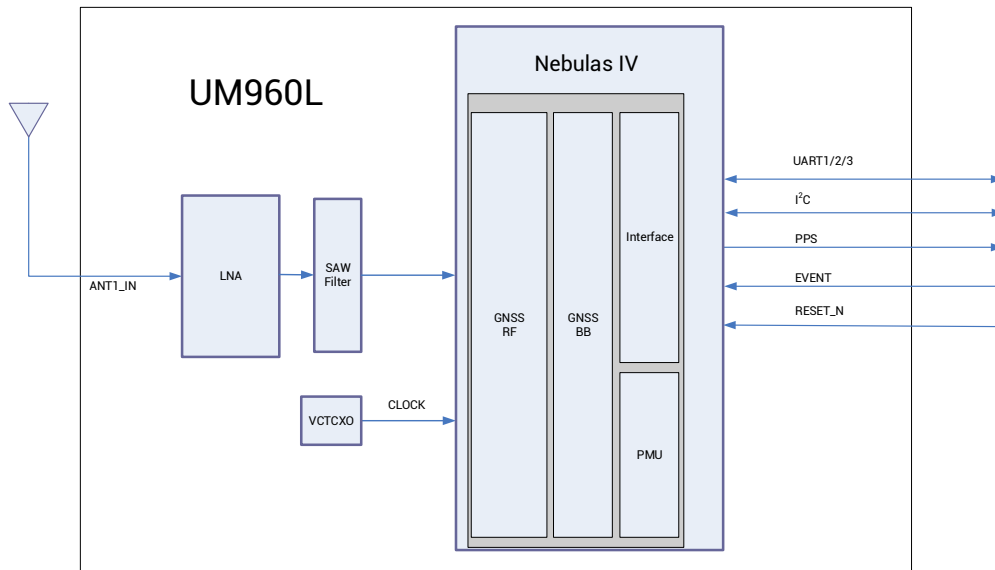 Nebulas IV
UM960L
UART1/2/3
I²C
PPS
EVENT
RESET_N
ANT1_IN
LNA
SAW
Filter
Interface
GNSS
RF
GNSS
BB
CLOCK
VCTCXO
PMU